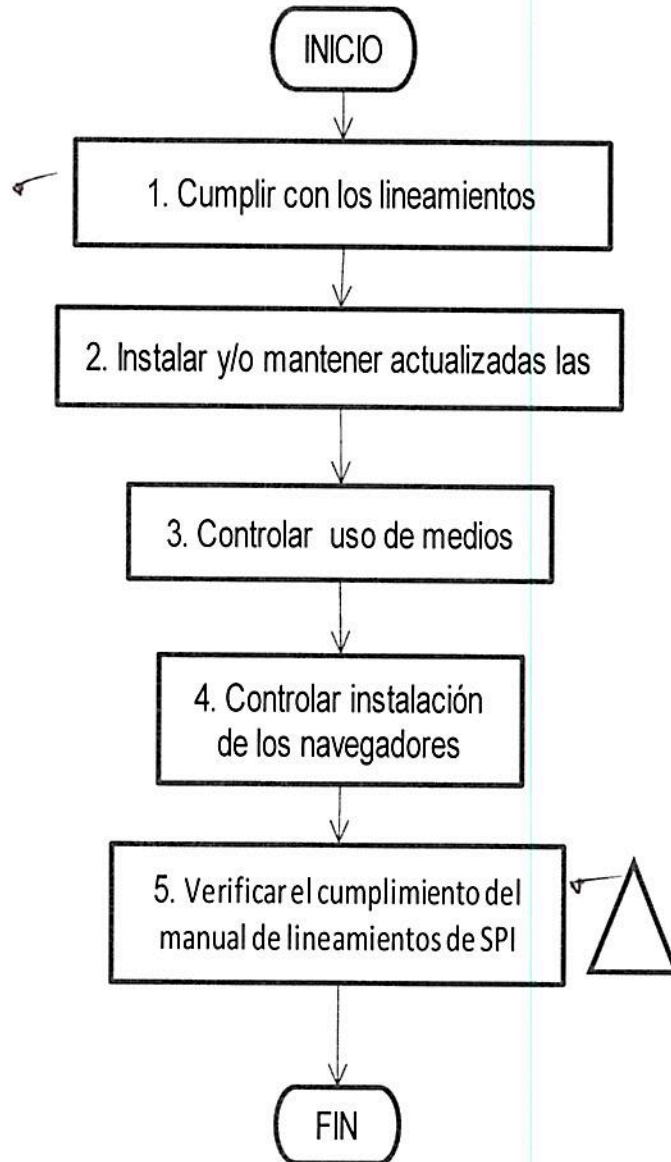 INICIO
1. Cumplir con los lineamientos
2. Instalar y/o mantener actualizadas las
3. Controlar uso de medios
4. Controlar instalación
de los navegadores
5. Verificar el cumplimiento del
manual de lineamientos de SPI
FIN